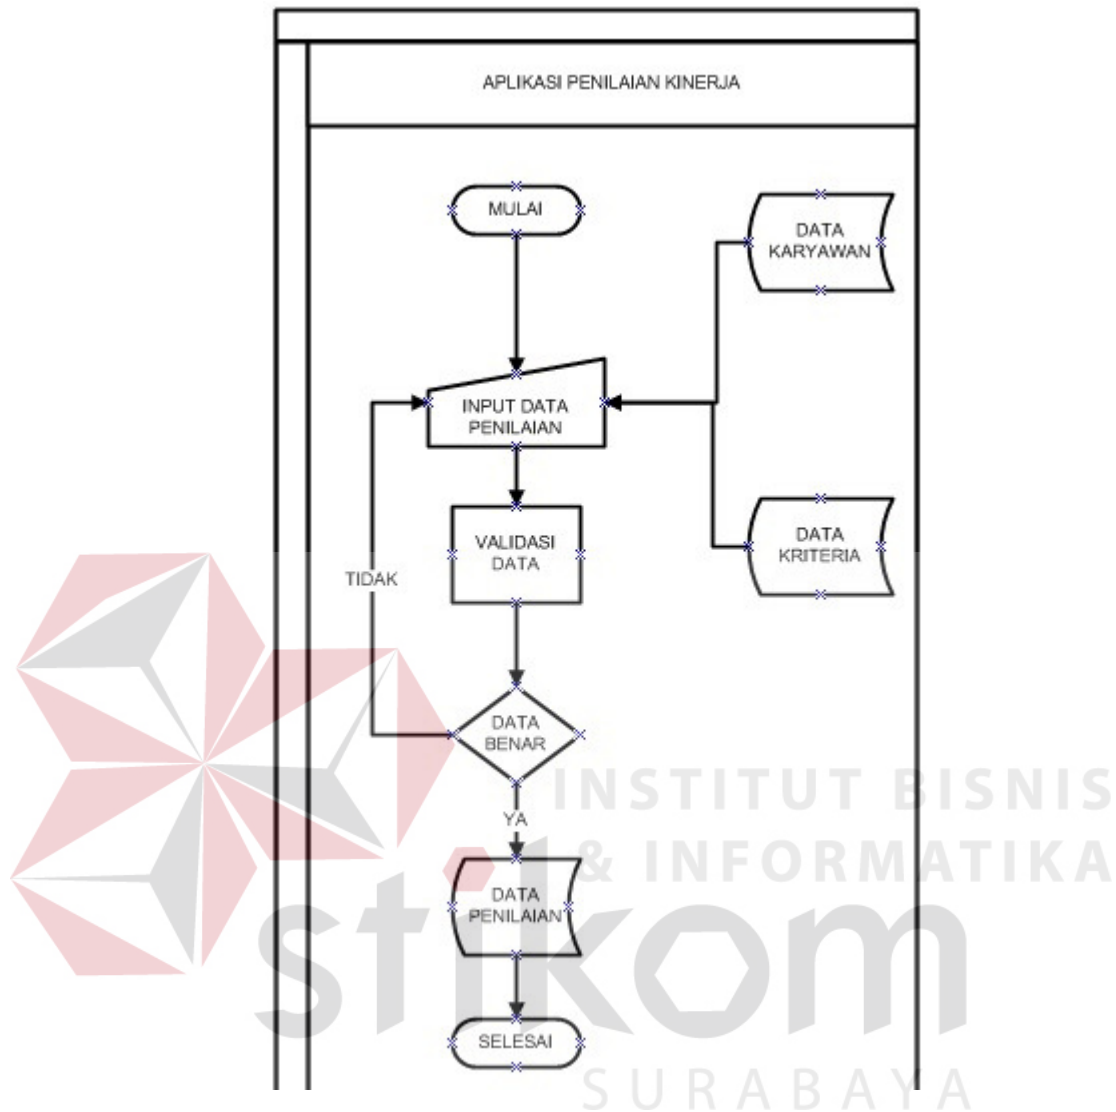 APLIKASI PENILAIAN KINERJA
MULAI
DATA
KARYAWAN
INPUT DATA
PENILAIAN
VALIDASI
DATA
DATA
KRITERIA
TIDAK
DATA
BENAR
YA
DATA
PENILAIAN
SELESAI
INSTITUT BISNIS
& INFORMATIKA
stikom
SURABAYA